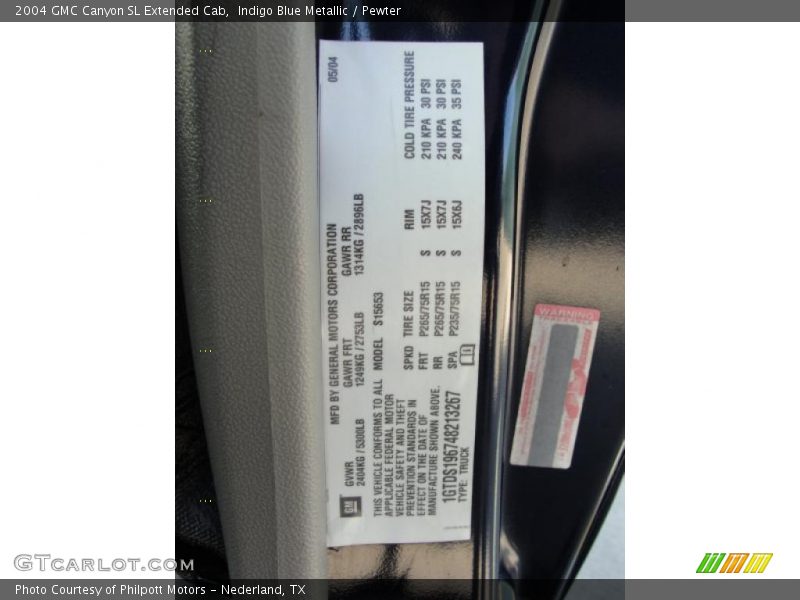 2004 GMC Canyon SL Extended Cab,  Indigo Blue Metallic / Pewter
MFD BY GENERAL MOTORS CORPORATION
05/04
GVWR
2404KG / 5300LB
GAWR FRT
1249KG / 2753LB
GAWR RR
1314KG / 2896LB
THIS VEHICLE CONFORMS TO ALL
APPLICABLE FEDERAL MOTOR
VEHICLE SAFETY AND THEFT
PREVENTION STANDARDS IN
EFFECT ON THE DATE OF
MANUFACTURE SHOWN ABOVE.
1GTDS196748213267
TYPE: TRUCK
MODEL S15653
SPKD TIRE SIZE RIM COLD TIRE PRESSURE
FRT P265/75R15 S 15X7J 210 KPA 30 PSI
RR P265/75R15 S 15X7J 210 KPA 30 PSI
SPA P235/75R15 S 15X6J 240 KPA 35 PSI
GM
WARNING
GTCarlot.com
Photo Courtesy of Philpott Motors - Nederland, TX